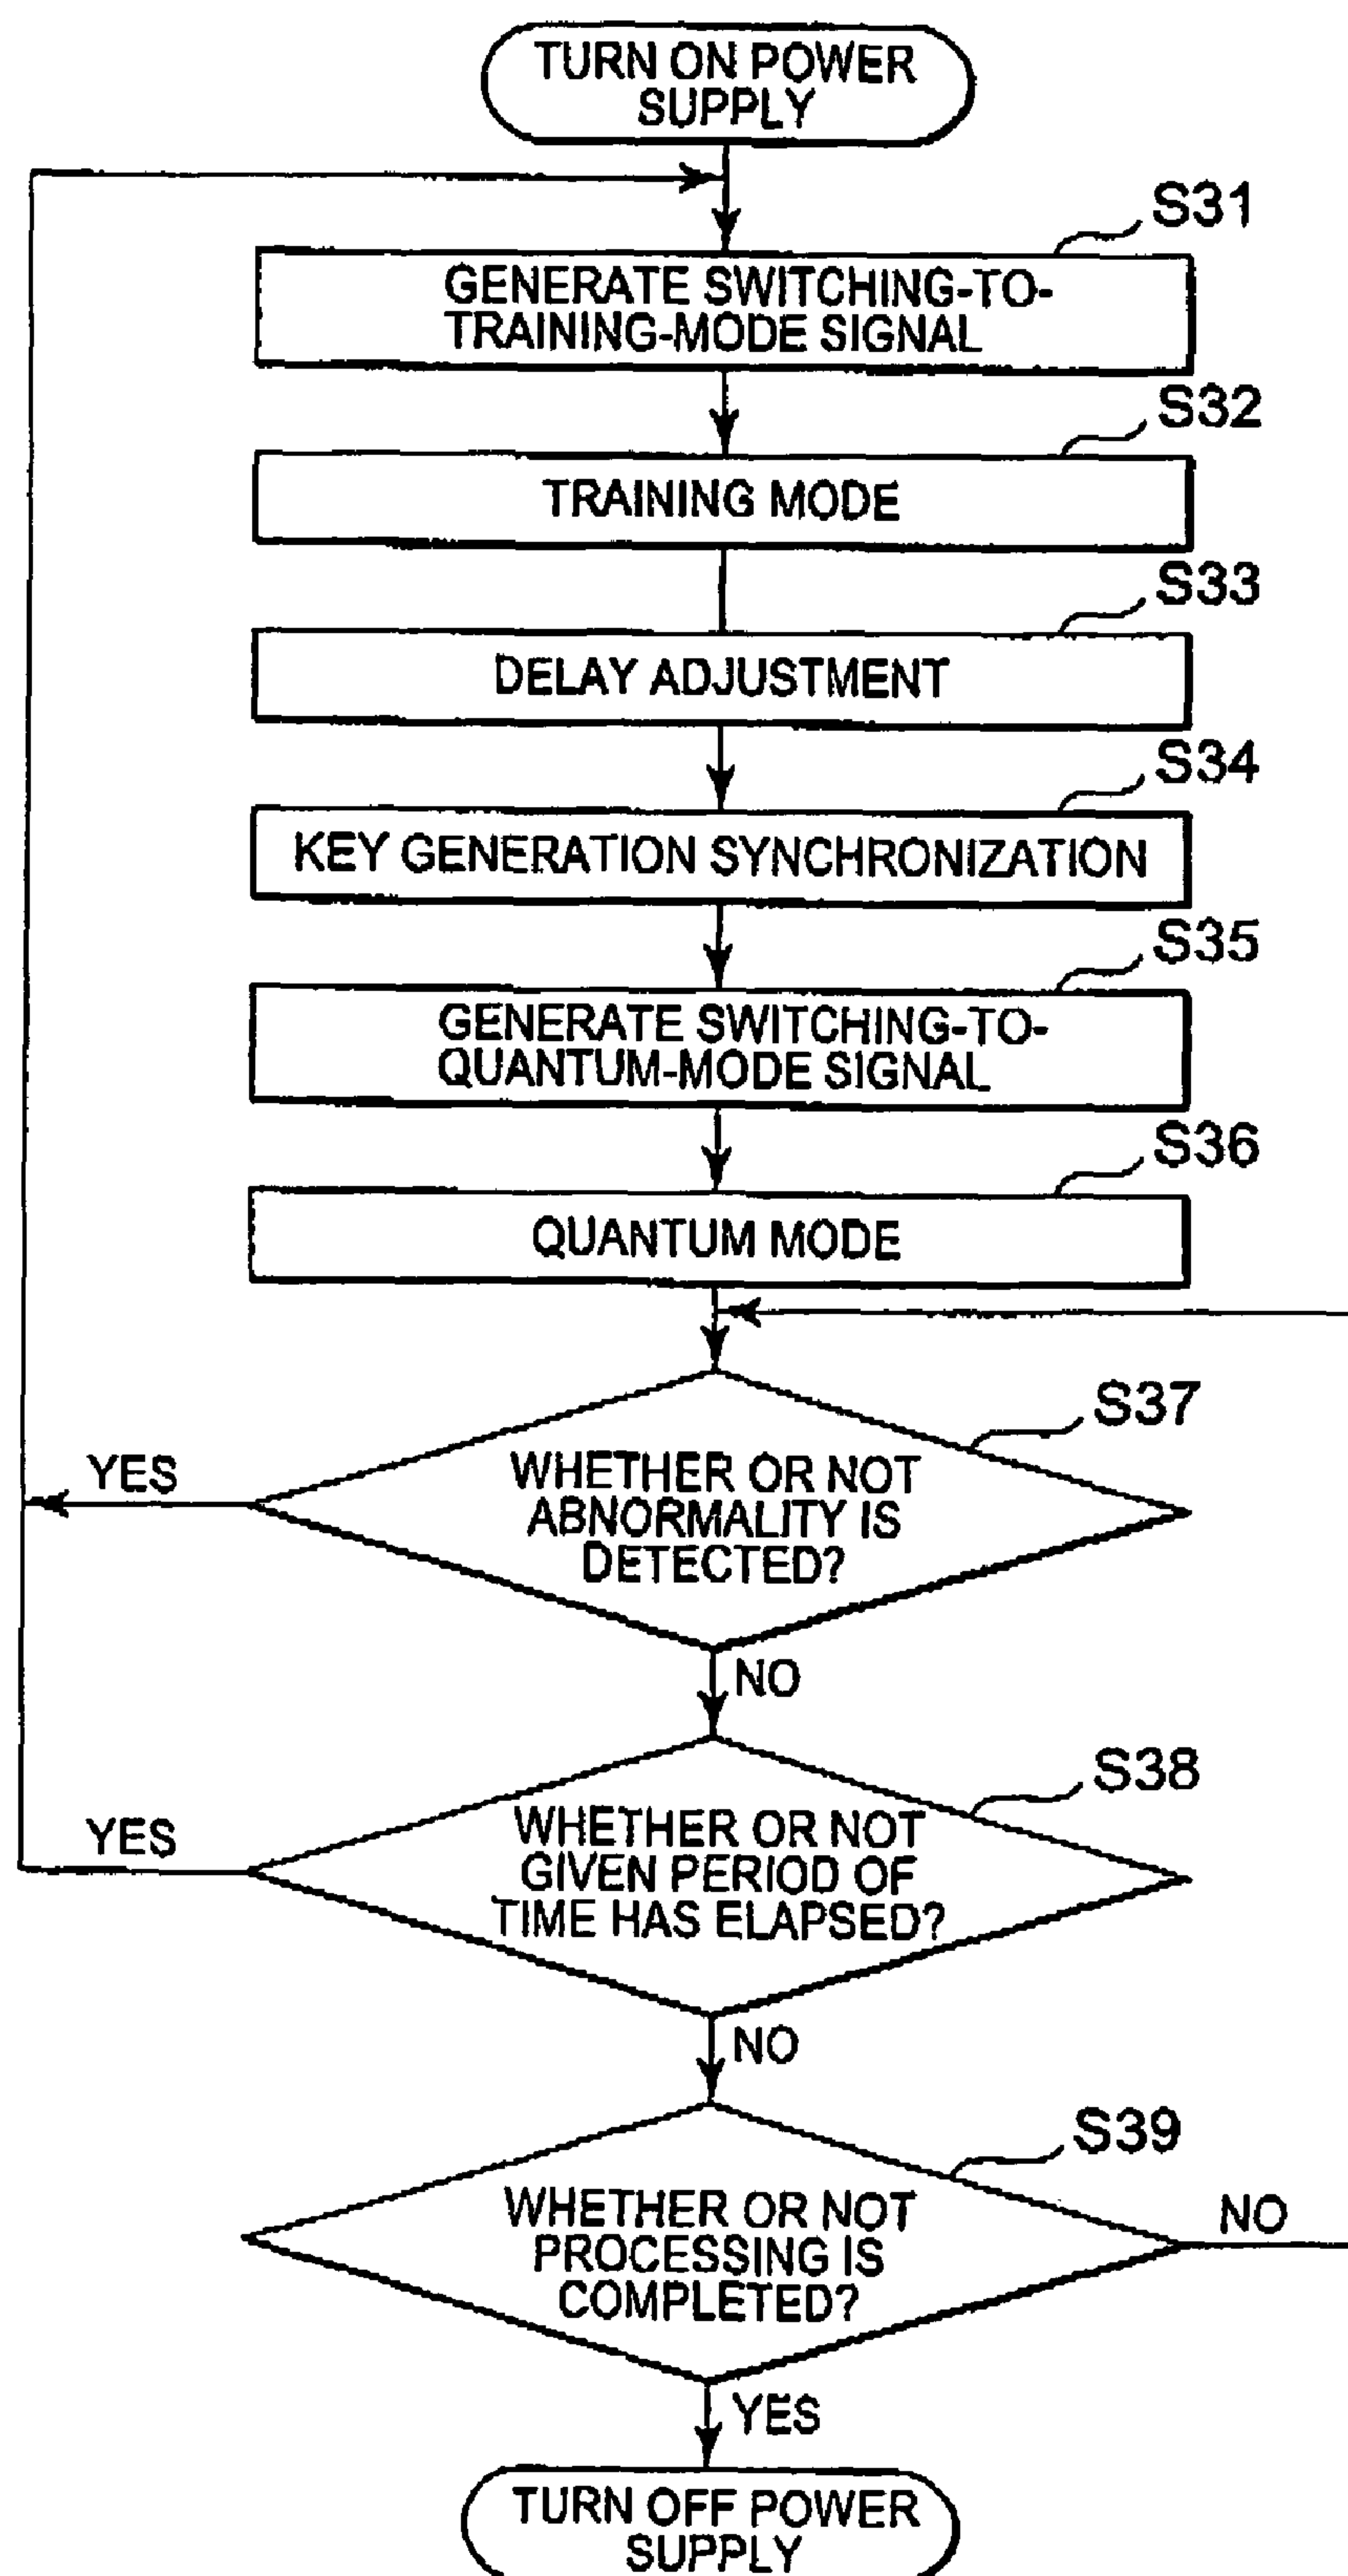 TURN ON POWER
SUPPLY
S31
GENERATE SWITCHING-TO-
TRAINING-MODE SIGNAL
S32
TRAINING MODE
S33
DELAY ADJUSTMENT
S34
KEY GENERATION SYNCHRONIZATION
S35
GENERATE SWITCHING-TO-
QUANTUM-MODE SIGNAL
S36
QUANTUM MODE
S37
YES
WHETHER OR NOT
ABNORMALITY IS
DETECTED?
NO
S38
YES
WHETHER OR NOT
GIVEN PERIOD OF
TIME HAS ELAPSED?
NO
S39
WHETHER OR NOT
PROCESSING IS
COMPLETED?
NO
YES
TURN OFF POWER
SUPPLY